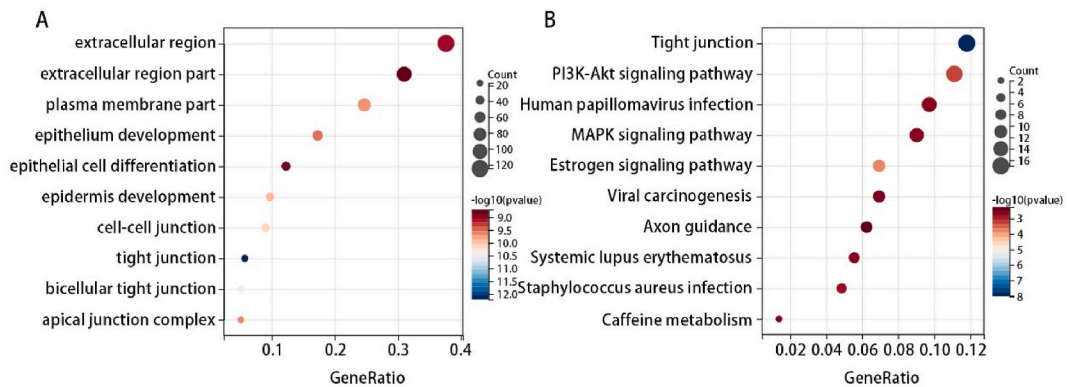 A
extracellular region
extracellular region part
plasma membrane part
epithelium development
epithelial cell differentiation
epidermis development
cell-cell junction
tight junction
bicellular tight junction
apical junction complex
0.1 0.2 0.3 0.4
GeneRatio
Count
20
40
60
80
100
120
-log10(pvalue)
9.0
9.5
10.0
10.5
11.0
11.5
12.0
B
Tight junction
PI3K-Akt signaling pathway
Human papillomavirus infection
MAPK signaling pathway
Estrogen signaling pathway
Viral carcinogenesis
Axon guidance
Systemic lupus erythematosus
Staphylococcus aureus infection
Caffeine metabolism
0.02 0.04 0.06 0.08 0.10 0.12
GeneRatio
Count
2
4
6
8
10
12
14
16
-log10(pvalue)
3
4
5
6
7
8